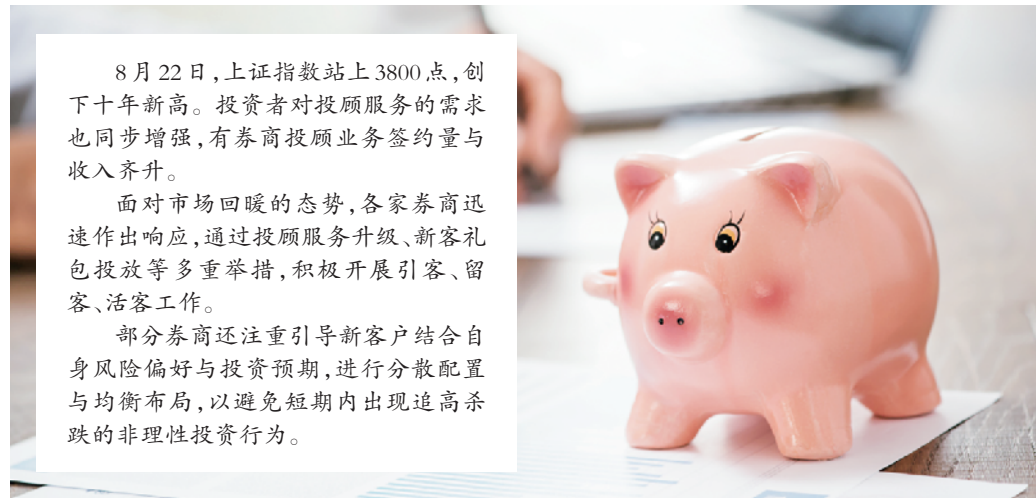 8月22日,上证指数站上3800点,创
下十年新高。投资者对投顾服务的需求
也同步增强,有券商投顾业务签约量与
收入齐升。
面对市场回暖的态势,各家券商迅
速作出响应,通过投顾服务升级、新客礼
包投放等多重举措,积极开展引客、留
客、活客工作。
部分券商还注重引导新客户结合自
身风险偏好与投资预期,进行分散配置
与均衡布局,以避免短期内出现追高杀
跌的非理性投资行为。